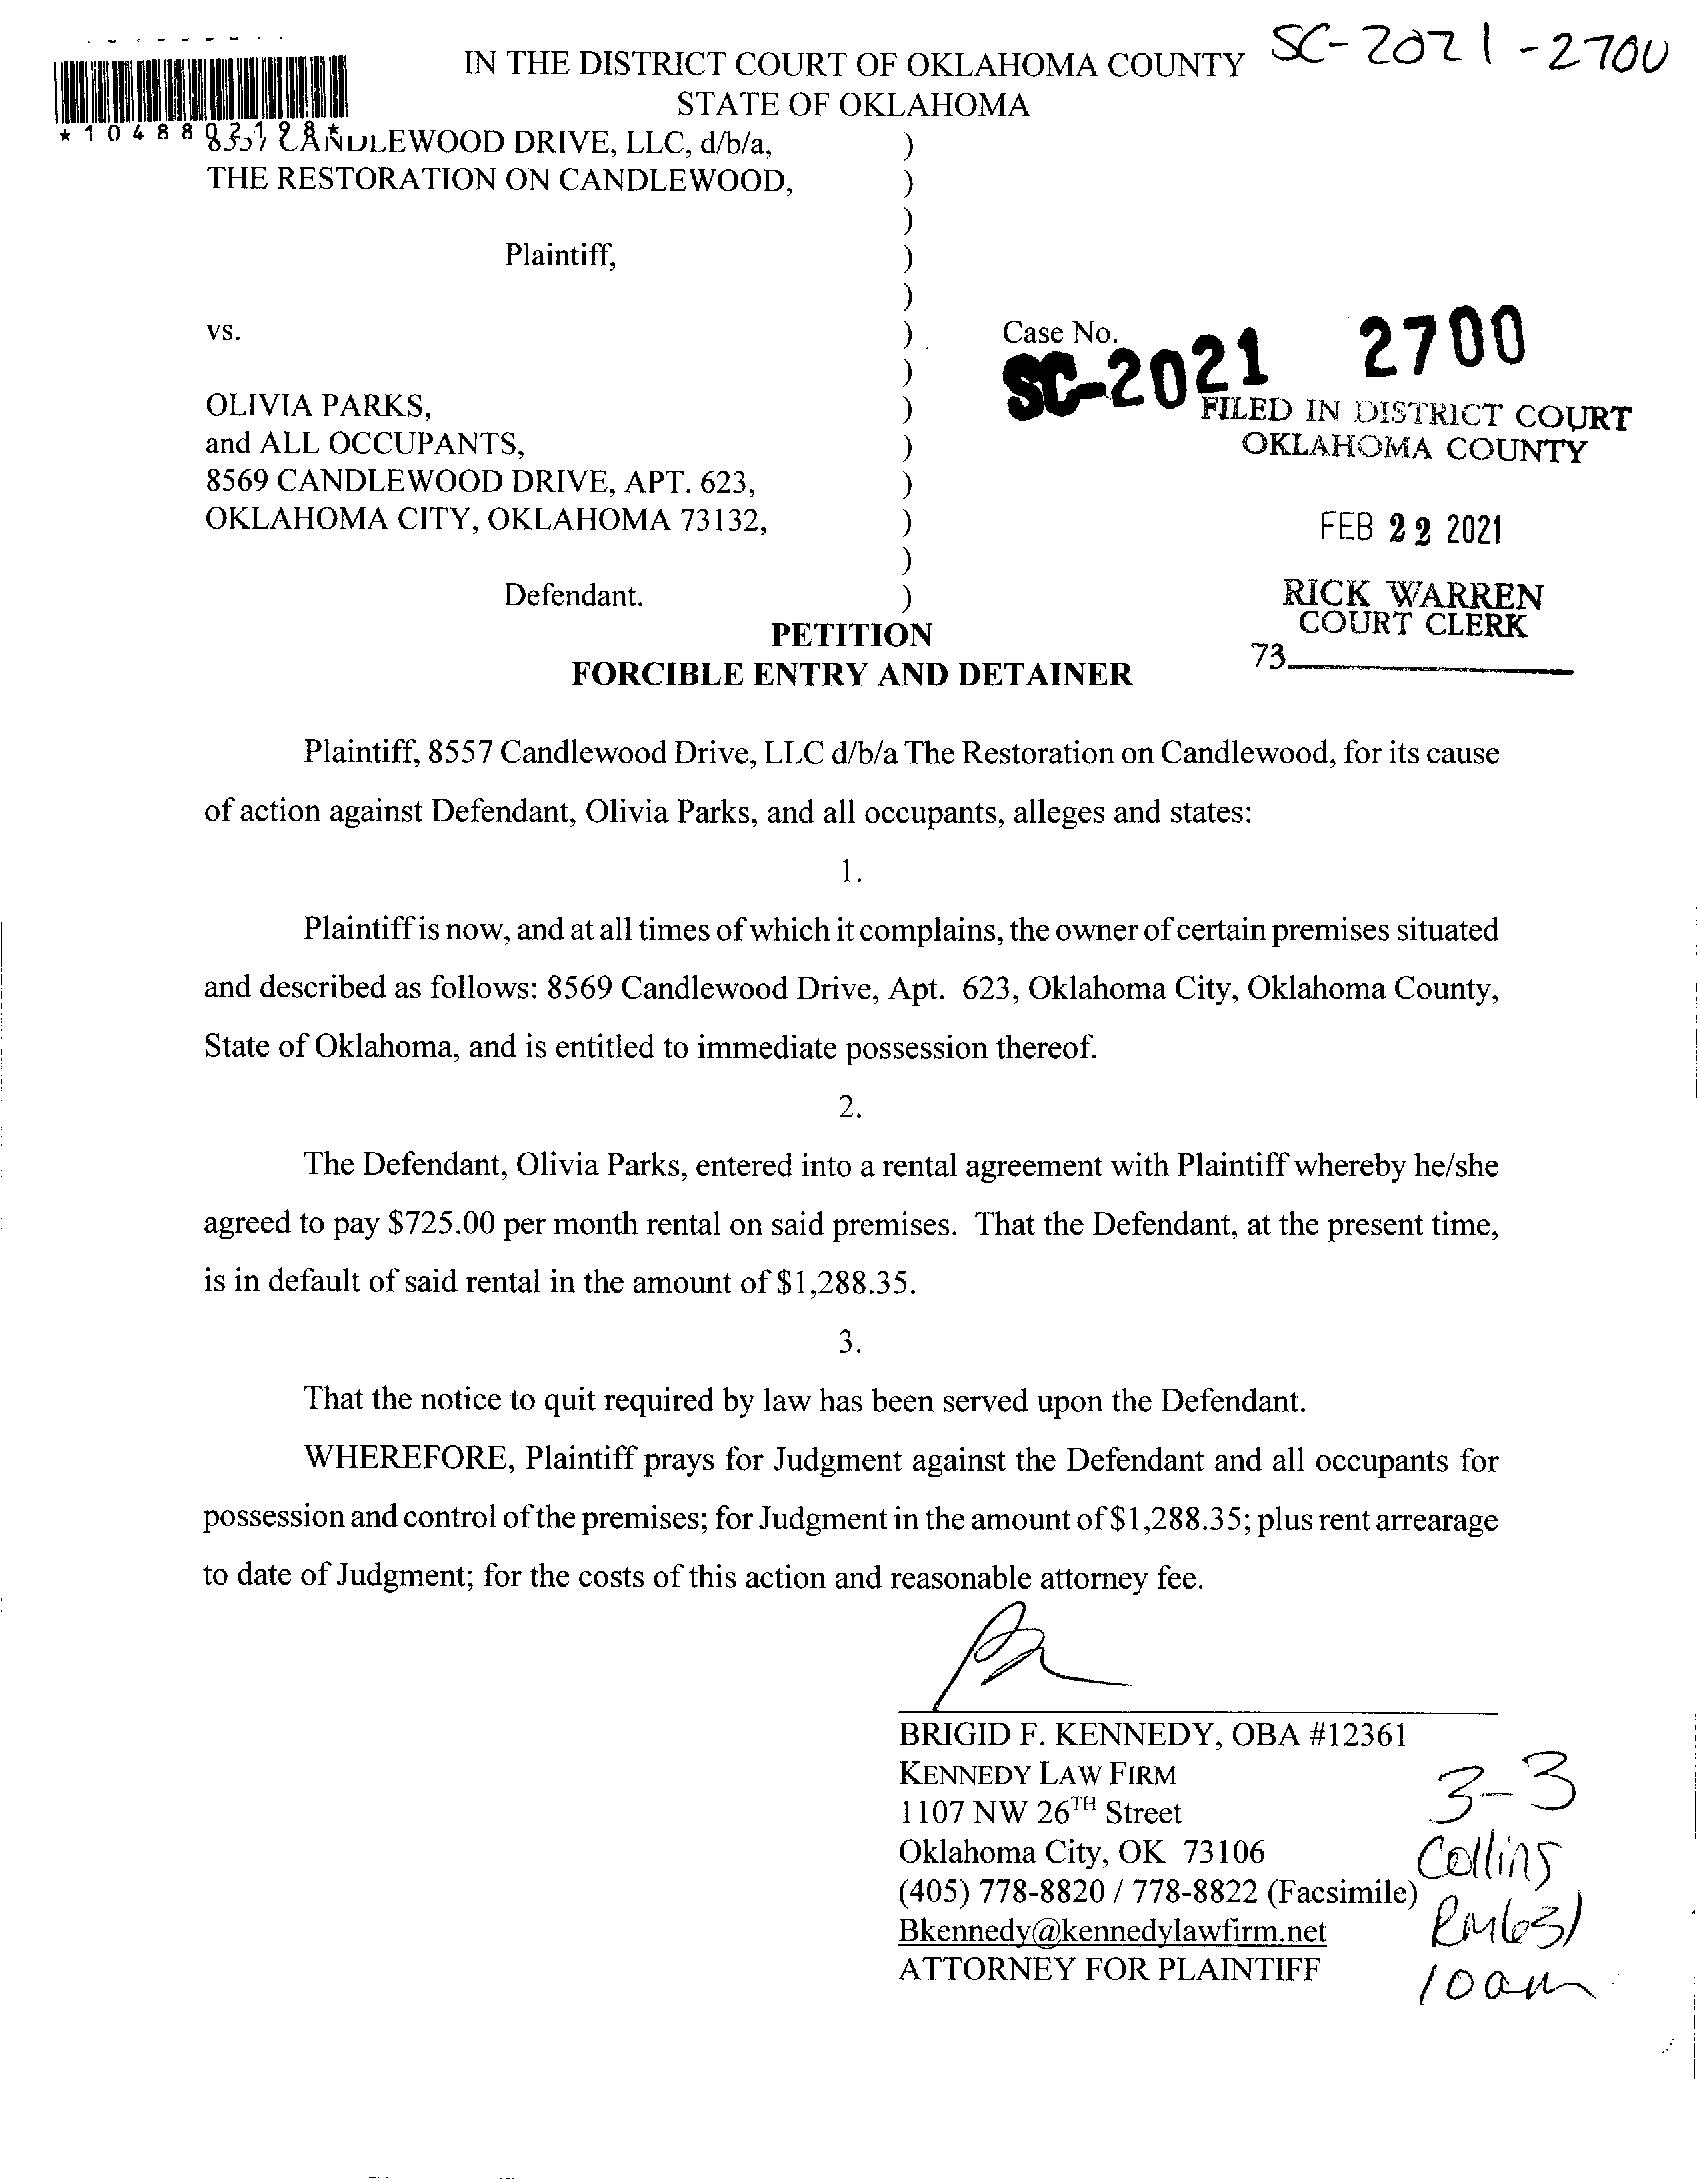 SC-2021-2700
IN THE DISTRICT COURT OF OKLAHOMA COUNTY
STATE OF OKLAHOMA
CANDLEWOOD DRIVE, LLC, d/b/a, )
THE RESTORATION ON CANDLEWOOD, )
)
Plaintiff, )
)
vs. ) Case No.
SC-2021 2700
)
OLIVIA PARKS, ) FILED IN DISTRICT COURT
and ALL OCCUPANTS, ) OKLAHOMA COUNTY
8569 CANDLEWOOD DRIVE, APT. 623, )
OKLAHOMA CITY, OKLAHOMA 73132, ) FEB 22 2021
)
Defendant. ) RICK WARREN
COURT CLERK
PETITION
73
FORCIBLE ENTRY AND DETAINER
Plaintiff, 8557 Candlewood Drive, LLC d/b/a The Restoration on Candlewood, for its cause
of action against Defendant, Olivia Parks, and all occupants, alleges and states:
1.
Plaintiff is now, and at all times of which it complains, the owner of certain premises situated
and described as follows: 8569 Candlewood Drive, Apt. 623, Oklahoma City, Oklahoma County,
State of Oklahoma, and is entitled to immediate possession thereof.
2.
The Defendant, Olivia Parks, entered into a rental agreement with Plaintiff whereby he/she
agreed to pay $725.00 per month rental on said premises. That the Defendant, at the present time,
is in default of said rental in the amount of $1,288.35.
3.
That the notice to quit required by law has been served upon the Defendant.
WHEREFORE, Plaintiff prays for Judgment against the Defendant and all occupants for
possession and control of the premises; for Judgment in the amount of $1,288.35; plus rent arrearage
to date of Judgment; for the costs of this action and reasonable attorney fee.
BRIGID F. KENNEDY, OBA #12361
KENNEDY LAW FIRM
1107 NW 26TH Street
Oklahoma City, OK 73106
(405) 778-8820 / 778-8822 (Facsimile)
Bkennedy@kennedylawfirm.net
ATTORNEY FOR PLAINTIFF
3-3
Collins
Rm631
10am